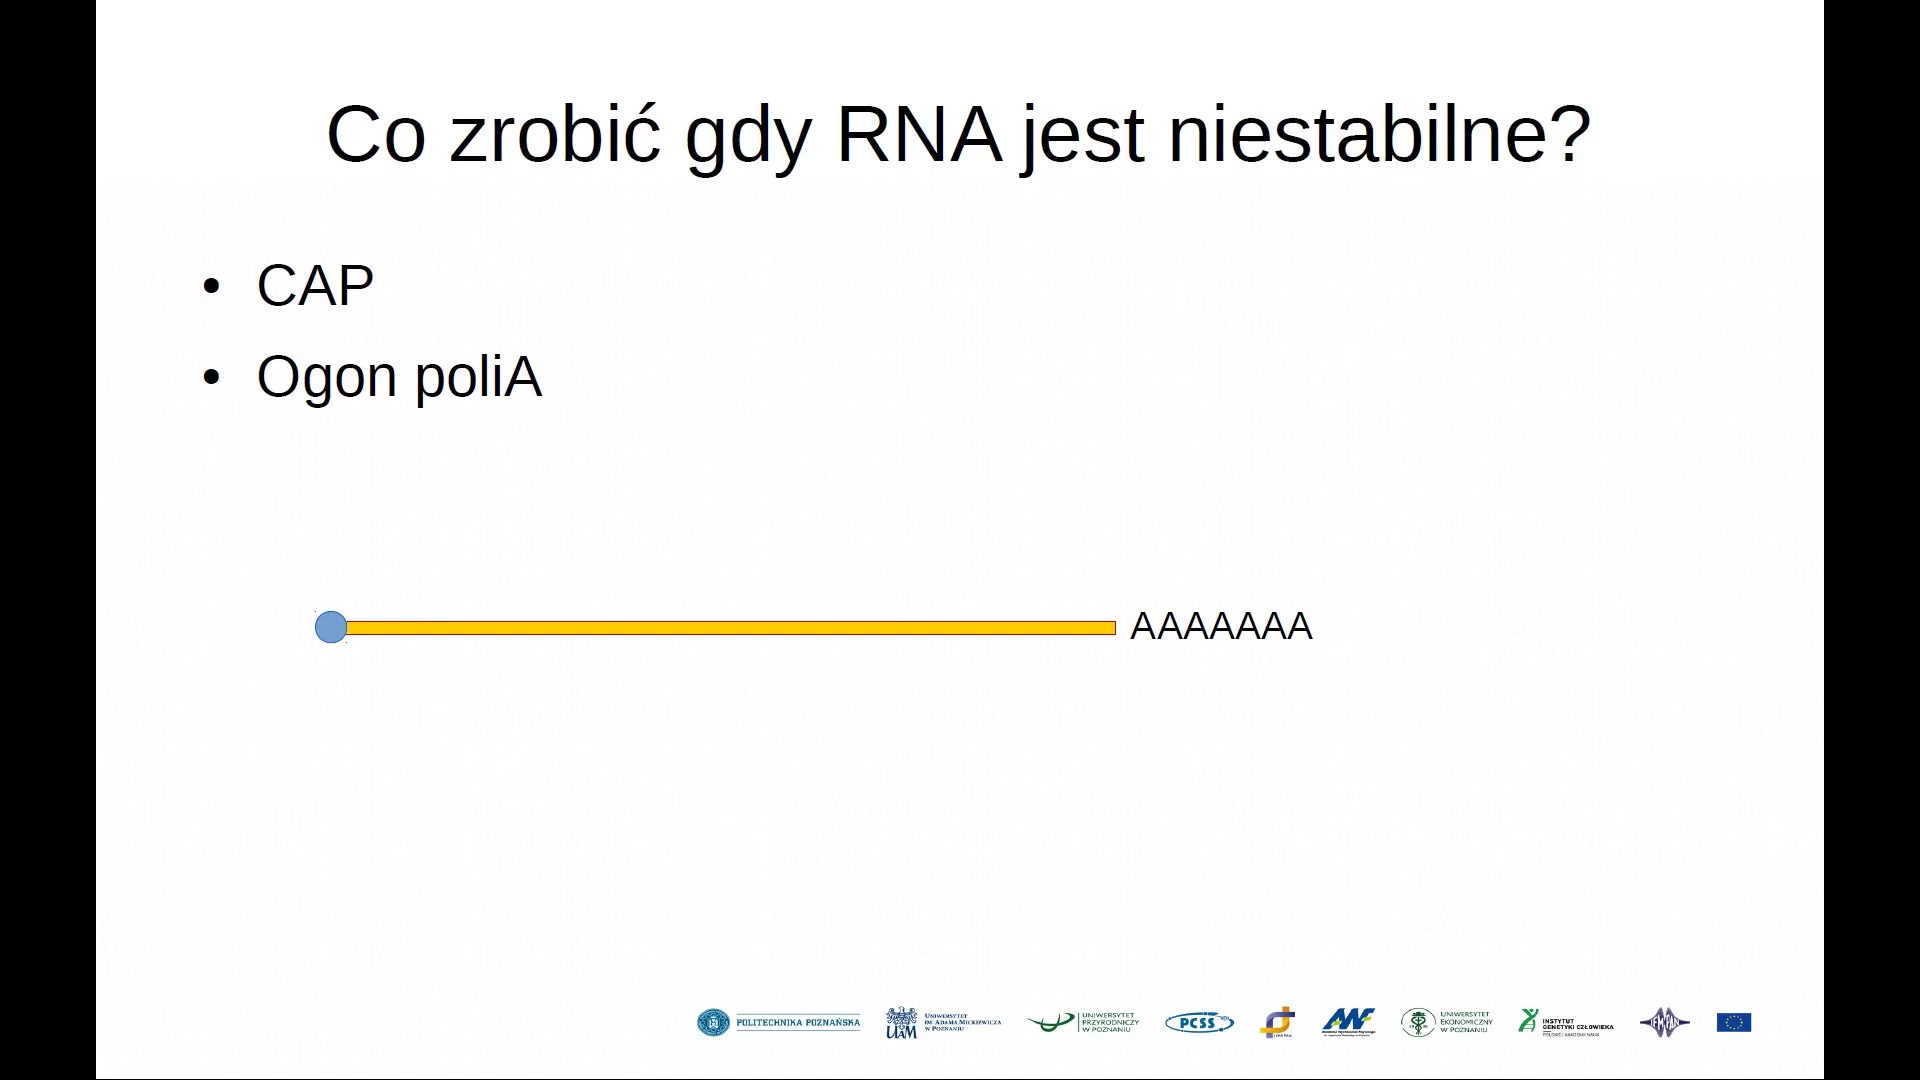 Co zrobić gdy RNA jest niestabilne?
• CAP
• Ogon poliA
AAAAAAA
POLITECHNIKA POZNAŃSKA
UAM
UNIWERSYTET
IM. ADAMA MICKIEWICZA
W POZNANIU
UNIWERSYTET
PRZYRODNICZY
W POZNANIU
PCSS
UNIWERSYTET
EKONOMICZNY
W POZNANIU
INSTYTUT
GENETYKI CZŁOWIEKA
POLSKIEJ AKADEMII NAUK